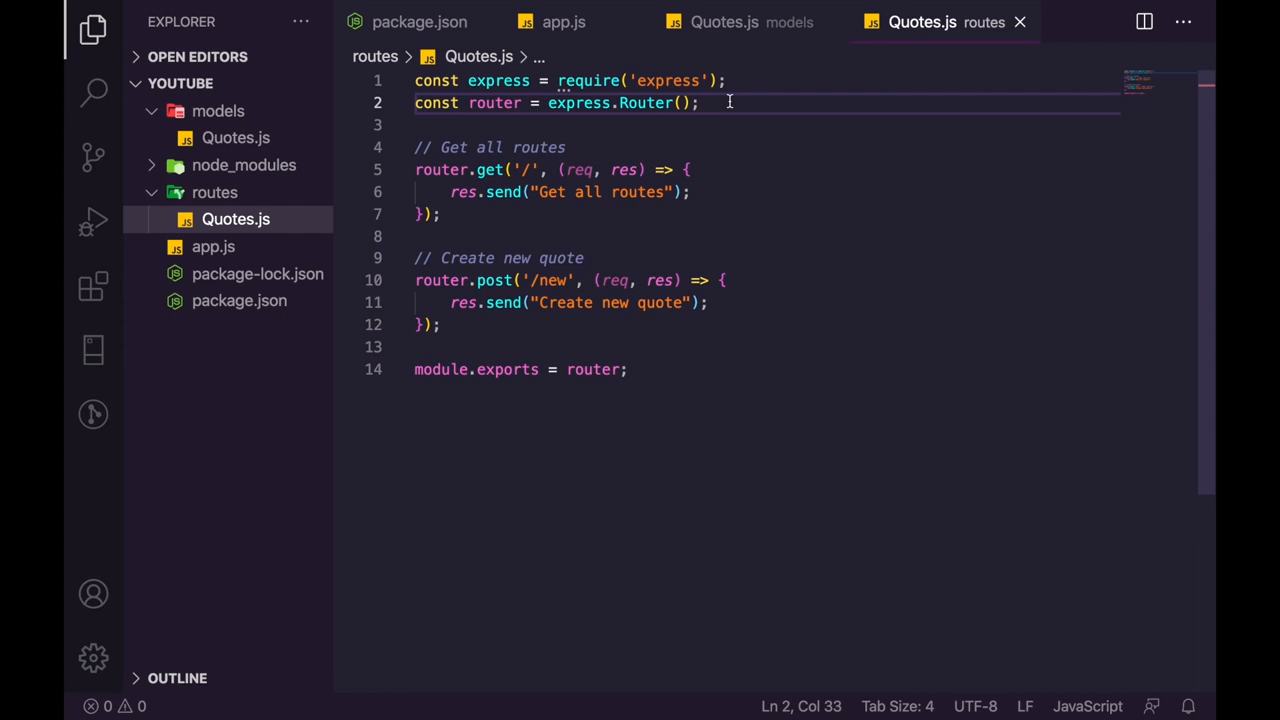 EXPLORER
OPEN EDITORS
YOUTUBE
models
Quotes.js
node_modules
routes
Quotes.js
app.js
package-lock.json
package.json
OUTLINE
package.json app.js Quotes.js models Quotes.js routes
routes > Quotes.js > ...
1 const express = require('express');
2 const router = express.Router();
3
4 // Get all routes
5 router.get('/', (req, res) => {
6 res.send("Get all routes");
7 });
8
9 // Create new quote
10 router.post('/new', (req, res) => {
11 res.send("Create new quote");
12 });
13
14 module.exports = router;
0 0 Ln 2, Col 33 Tab Size: 4 UTF-8 LF JavaScript